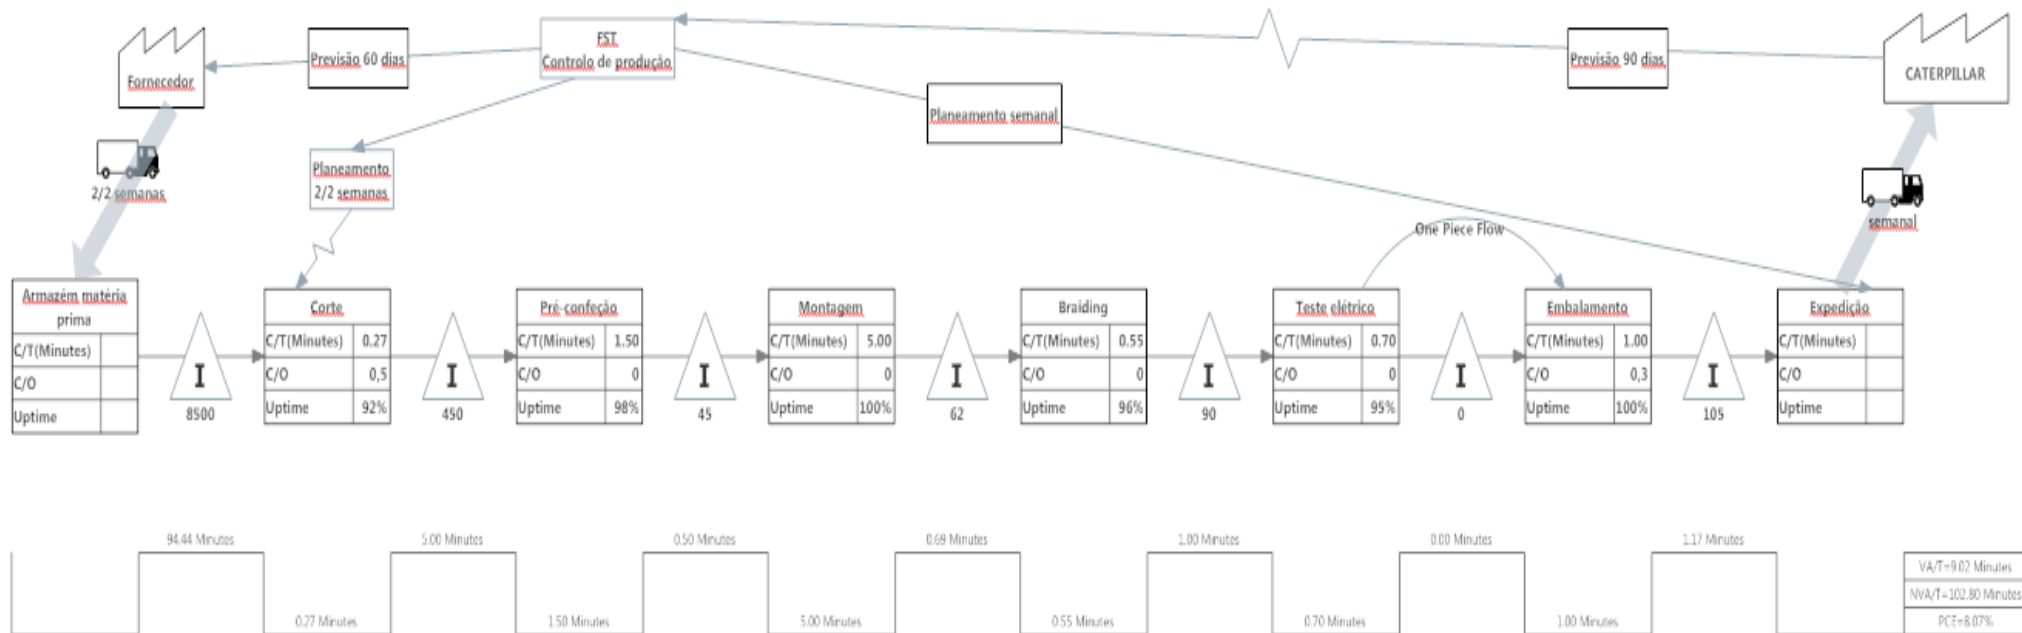 Fornecedor
Previsão 60 dias
FST
Controlo de produção
Previsão 90 dias
CATERPILLAR
Planeamento semanal
2/2 semanas
Planeamento
2/2 semanas
semanal
One Piece Flow
Armazém matéria
prima
C/T(Minutes)
C/O
Uptime
I
8500
Corte
C/T(Minutes) 0.27
C/O 0,5
Uptime 92%
I
450
Pré-confeção
C/T(Minutes) 1.50
C/O 0
Uptime 98%
I
45
Montagem
C/T(Minutes) 5.00
C/O 0
Uptime 100%
I
62
Braiding
C/T(Minutes) 0.55
C/O 0
Uptime 96%
I
90
Teste elétrico
C/T(Minutes) 0.70
C/O 0
Uptime 95%
I
0
Embalamento
C/T(Minutes) 1.00
C/O 0,3
Uptime 100%
I
105
Expedição
C/T(Minutes)
C/O
Uptime
94.44 Minutes
5.00 Minutes
0.50 Minutes
0.69 Minutes
1.00 Minutes
0.00 Minutes
1.17 Minutes
0.27 Minutes
1.50 Minutes
5.00 Minutes
0.55 Minutes
0.70 Minutes
1.00 Minutes
VA/T=9.02 Minutes
NVA/T=102.80 Minutes
PCE=8.07%